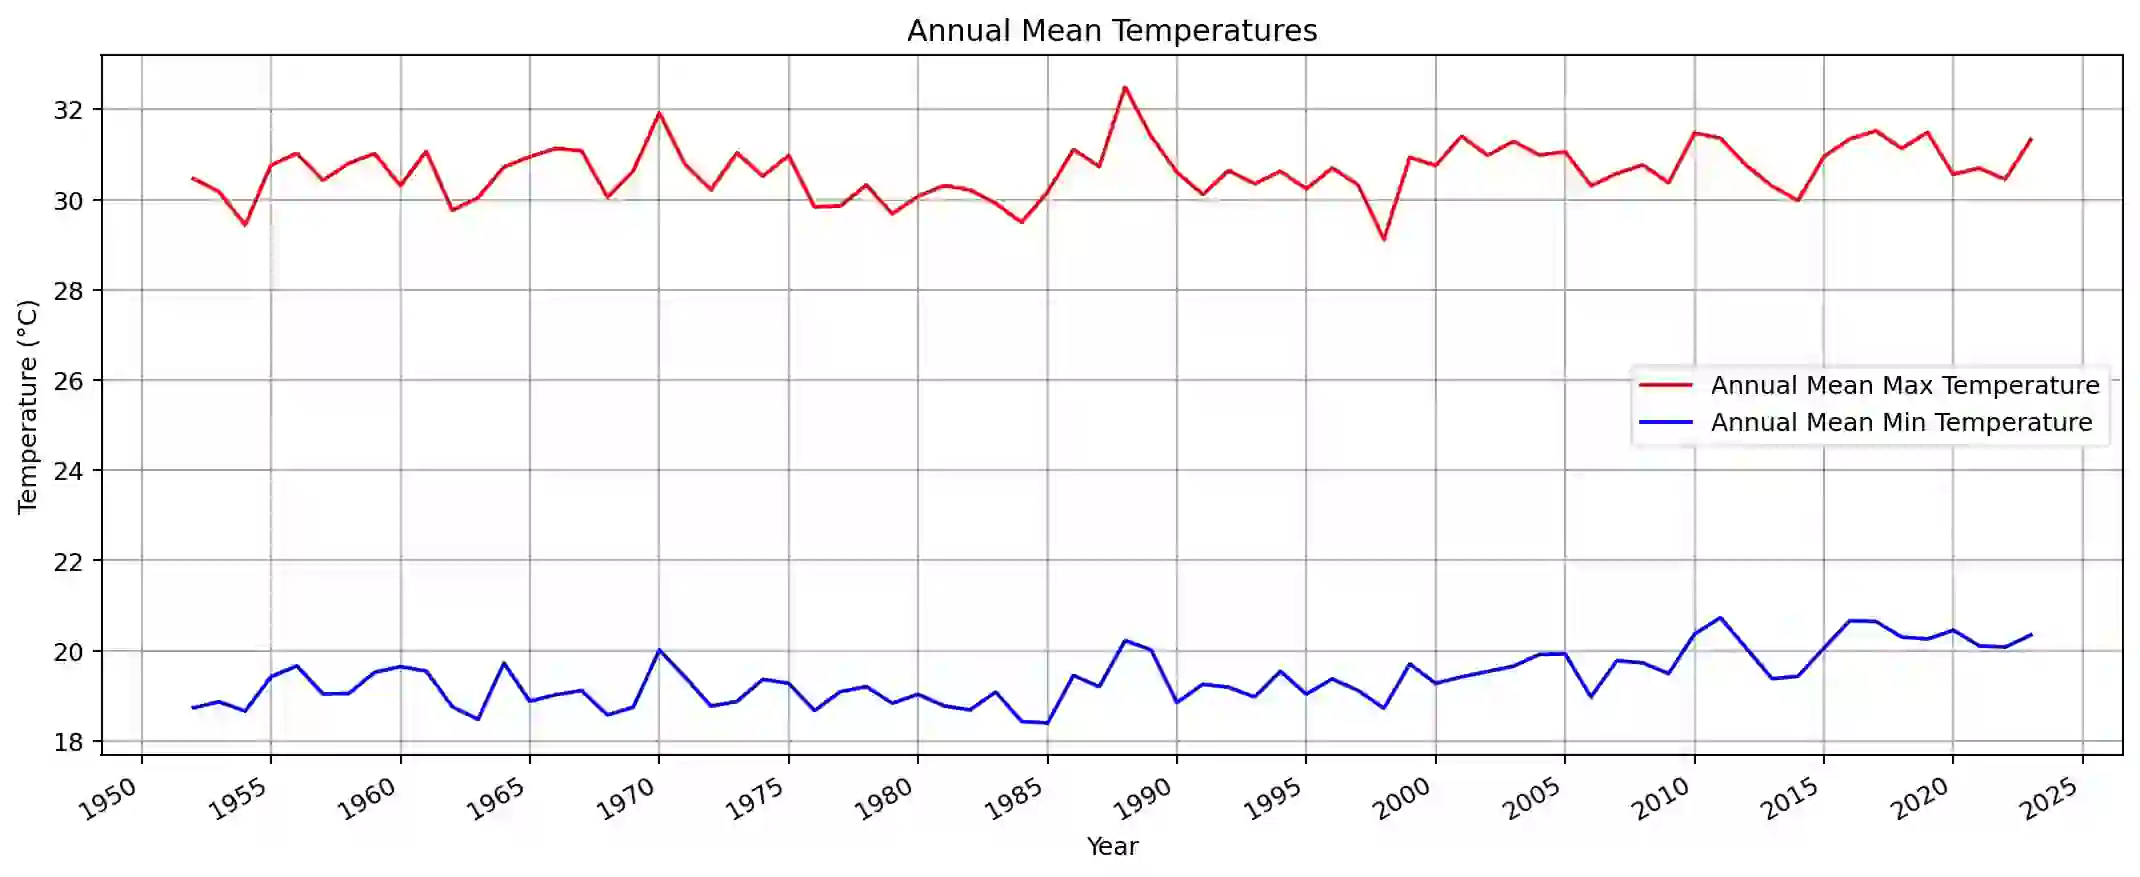 Annual Mean Temperatures
32
30
28
26
24
22
20
18
Temperature (°C)
Annual Mean Max Temperature
Annual Mean Min Temperature
1950 1955 1960 1965 1970 1975 1980 1985 1990 1995 2000 2005 2010 2015 2020 2025
Year